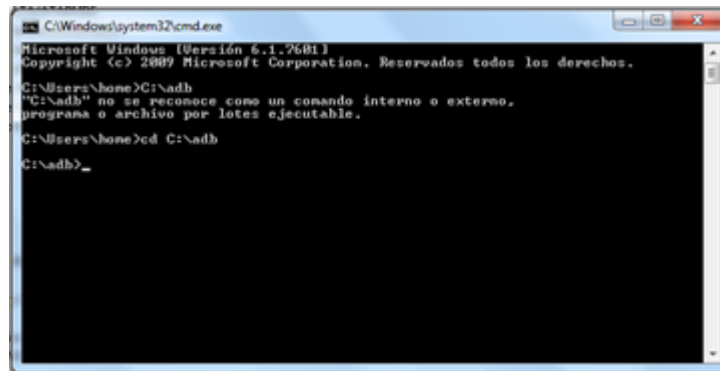 C:\Windows\system32\cmd.exe
Microsoft Windows [Versión 6.1.7601]
Copyright (c) 2009 Microsoft Corporation. Reservados todos los derechos.
C:\Users\home>C:\adb
"C:\adb" no se reconoce como un comando interno o externo,
programa o archivo por lotes ejecutable.
C:\Users\home>cd C:\adb
C:\adb>_